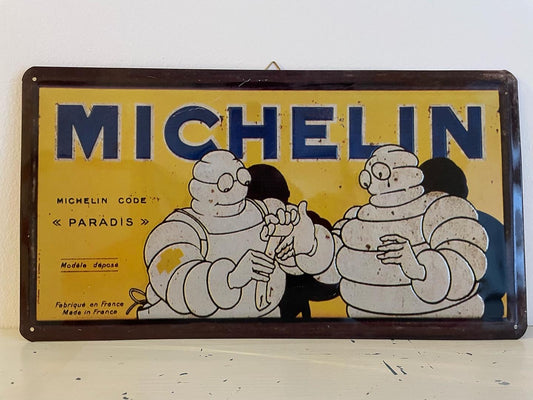 MICHELIN
MICHELIN CODE
« PARADIS »
Modèle déposé
Fabriqué en France
Made in France